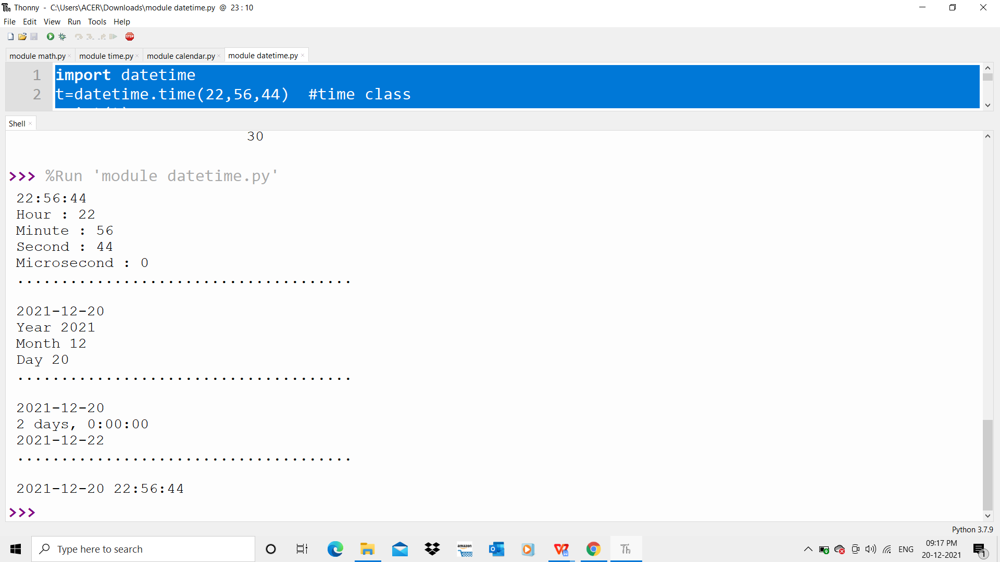 Thonny - C:\Users\ACER\Downloads\module datetime.py @ 23 : 10
File Edit View Run Tools Help
STOP
module math.py × module time.py × module calendar.py × module datetime.py ×
1 import datetime
2 t=datetime.time(22,56,44)  #time class
Shell ×
30
>>> %Run 'module datetime.py'
22:56:44
Hour : 22
Minute : 56
Second : 44
Microsecond : 0
......................................
2021-12-20
Year 2021
Month 12
Day 20
......................................
2021-12-20
2 days, 0:00:00
2021-12-22
......................................
2021-12-20 22:56:44
>>>
Python 3.7.9
Type here to search
amazon
Th
ENG
09:17 PM
20-12-2021
1